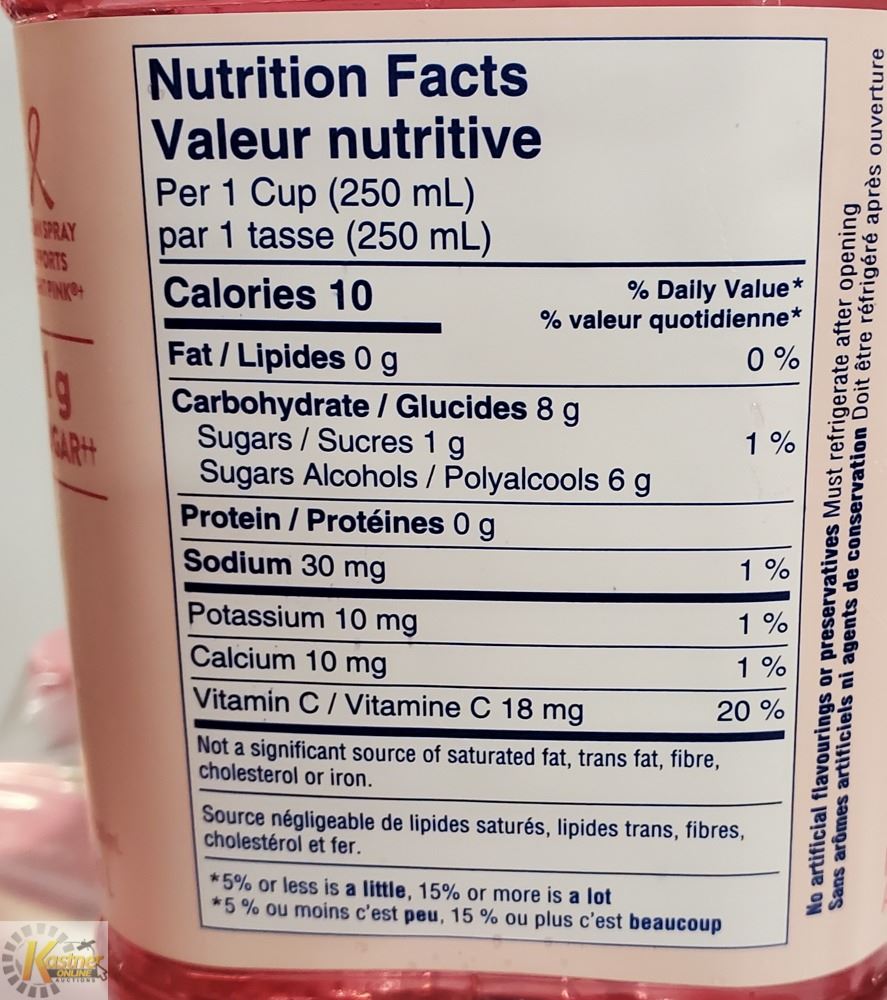 Nutrition Facts
Valeur nutritive
Per 1 Cup (250 mL)
par 1 tasse (250 mL)
Calories 10
% Daily Value*
% valeur quotidienne*
Fat / Lipides 0 g 0 %
Carbohydrate / Glucides 8 g
Sugars / Sucres 1 g 1 %
Sugars Alcohols / Polyalcools 6 g
Protein / Protéines 0 g
Sodium 30 mg 1 %
Potassium 10 mg 1 %
Calcium 10 mg 1 %
Vitamin C / Vitamine C 18 mg 20 %
Not a significant source of saturated fat, trans fat, fibre,
cholesterol or iron.
Source négligeable de lipides saturés, lipides trans, fibres,
cholestérol et fer.
*5% or less is a little, 15% or more is a lot
*5 % ou moins c'est peu, 15 % ou plus c'est beaucoup
No artificial flavourings or preservatives Must refrigerate after opening
Sans arômes artificiels ni agents de conservation Doit être réfrigéré après ouverture
SPRAY
PINK®+
1g
Kastner
ONLINE
AUCTIONS